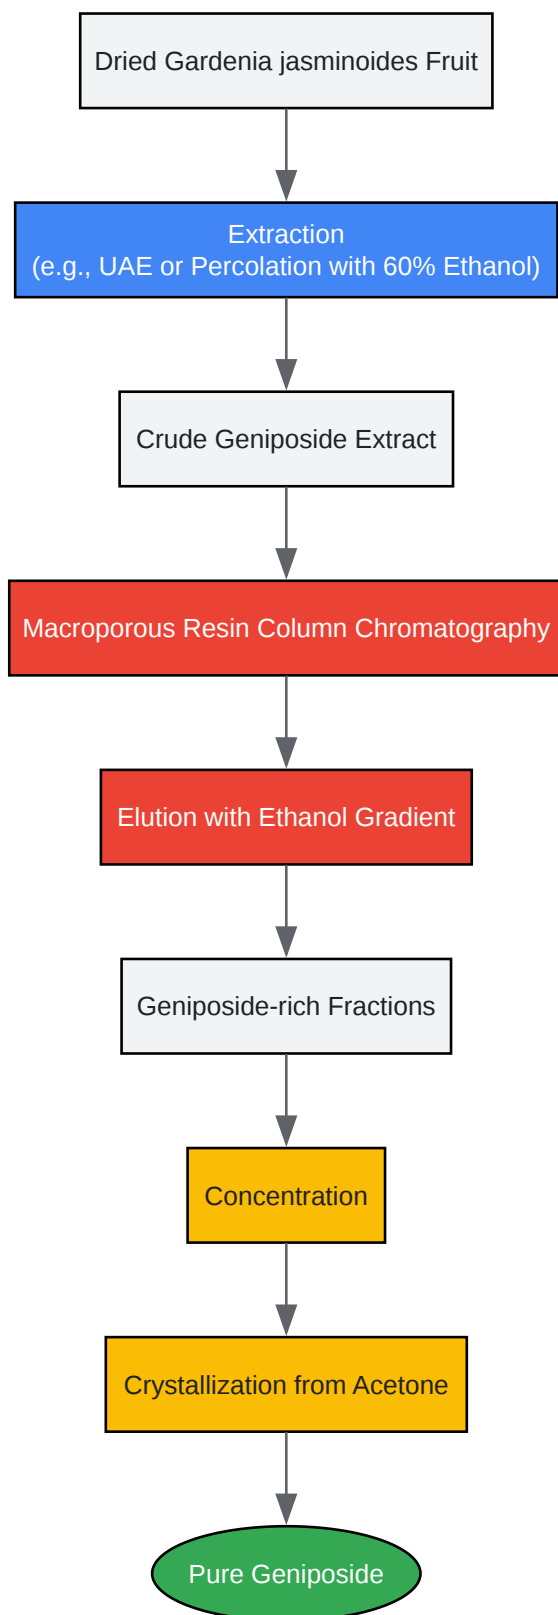 Dried Gardenia jasminoides Fruit
Extraction
(e.g., UAE or Percolation with 60% Ethanol)
Crude Geniposide Extract
Macroporous Resin Column Chromatography
Elution with Ethanol Gradient
Geniposide-rich Fractions
Concentration
Crystallization from Acetone
Pure Geniposide